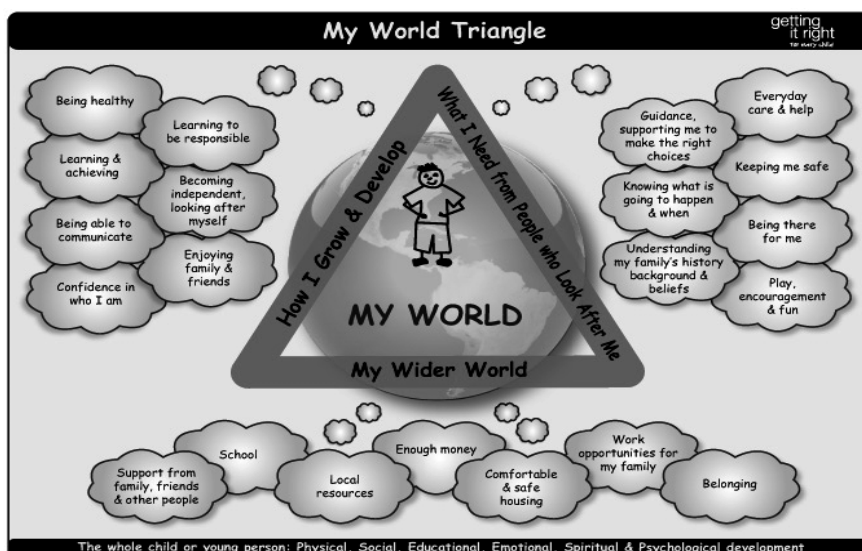 My World Triangle
getting
it right
for every child
Being healthy
Learning to
be responsible
Learning &
achieving
Becoming
independent,
looking after
myself
Being able to
communicate
Enjoying
family &
friends
Confidence in
who I am
How I Grow & Develop
What I Need from People who Look After Me
MY WORLD
My Wider World
Everyday
care & help
Guidance,
supporting me to
make the right
choices
Keeping me safe
Knowing what is
going to happen
& when
Being there
for me
Understanding
my family's history
background &
beliefs
Play,
encouragement
& fun
Support from
family, friends
& other people
School
Local
resources
Enough money
Comfortable
& safe
housing
Work
opportunities for
my family
Belonging
The whole child or young person: Physical, Social, Educational, Emotional, Spiritual & Psychological development